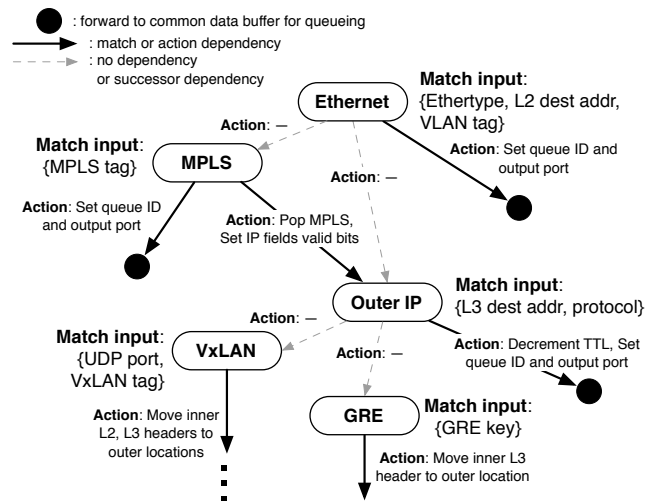 : forward to common data buffer for queueing
: match or action dependency
: no dependency
or successor dependency
Ethernet
Match input:
{Ethertype, L2 dest addr,
VLAN tag}
Action: —
Match input:
{MPLS tag}
MPLS
Action: Set queue ID and
output port
Action: —
Action: Set queue ID
and output port
Action: Pop MPLS,
Set IP fields valid bits
Match input:
{L3 dest addr, protocol}
Outer IP
Action: —
Match input:
{UDP port,
VxLAN tag}
VxLAN
Action: —
Action: Decrement TTL, Set
queue ID and output port
Action: Move inner
L2, L3 headers to
outer locations
GRE
Match input:
{GRE key}
Action: Move inner L3
header to outer location